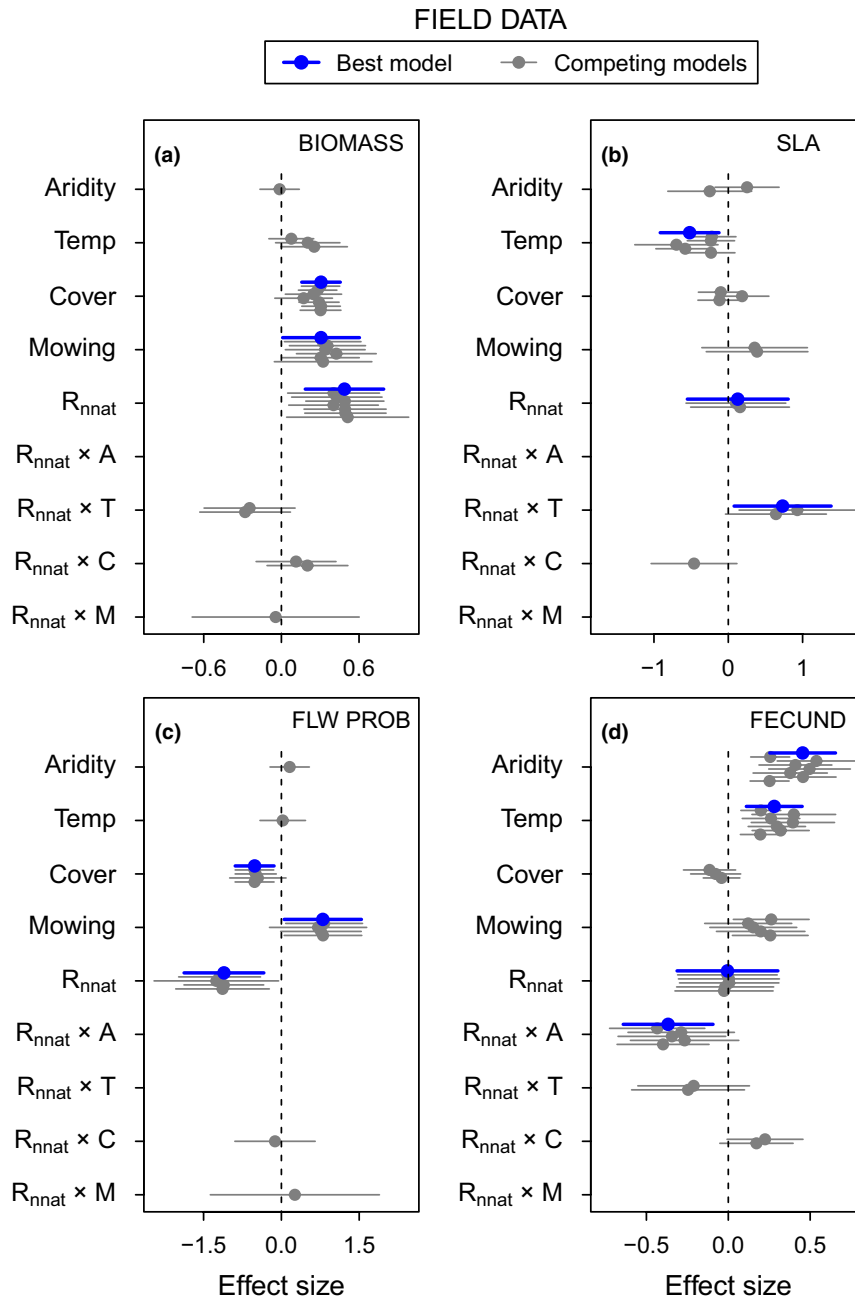 FIELD DATA
Best model Competing models
(a) BIOMASS
Aridity
Temp
Cover
Mowing
Rnnat
Rnnat × A
Rnnat × T
Rnnat × C
Rnnat × M
−0.6 0.0 0.6
(b) SLA
Aridity
Temp
Cover
Mowing
Rnnat
Rnnat × A
Rnnat × T
Rnnat × C
Rnnat × M
−1 0 1
(c) FLW PROB
Aridity
Temp
Cover
Mowing
Rnnat
Rnnat × A
Rnnat × T
Rnnat × C
Rnnat × M
−1.5 0.0 1.5
Effect size
(d) FECUND
Aridity
Temp
Cover
Mowing
Rnnat
Rnnat × A
Rnnat × T
Rnnat × C
Rnnat × M
−0.5 0.0 0.5
Effect size